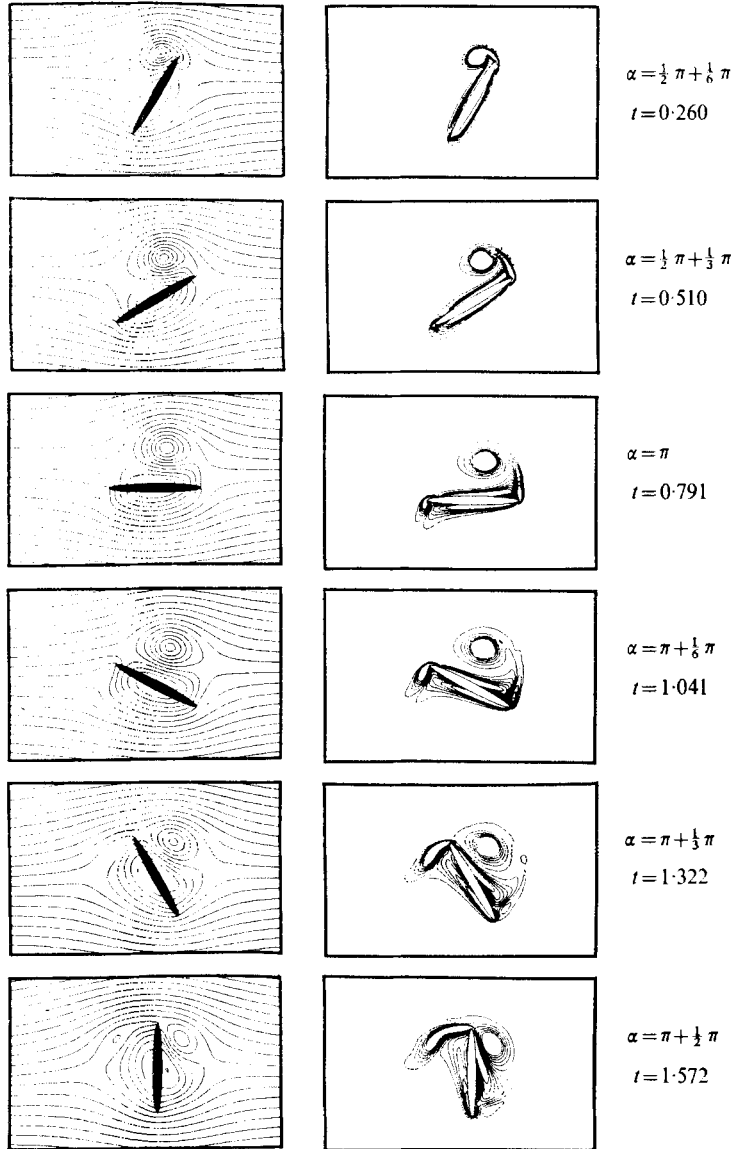 α = ½ π + ⅙ π
t = 0·260
α = ½ π + ⅓ π
t = 0·510
α = π
t = 0·791
α = π + ⅙ π
t = 1·041
α = π + ⅓ π
t = 1·322
α = π + ½ π
t = 1·572